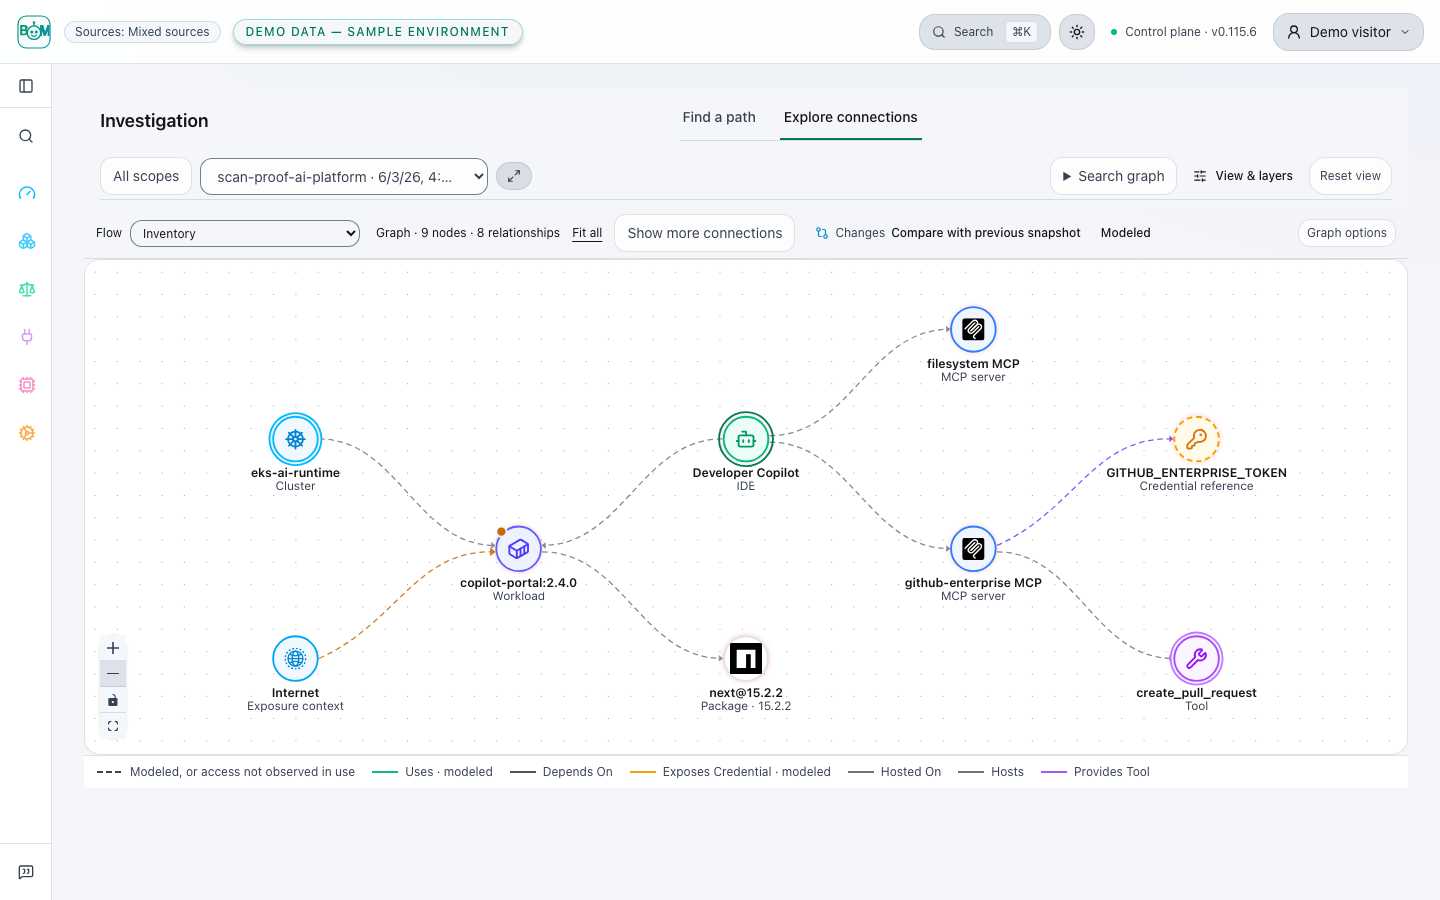 BOM
Sources: Mixed sources
DEMO DATA — SAMPLE ENVIRONMENT
Search ⌘K
Control plane · v0.115.6
Demo visitor
Investigation
Find a path
Explore connections
All scopes
scan-proof-ai-platform · 6/3/26, 4:...
Search graph
View & layers
Reset view
Flow
Inventory
Graph · 9 nodes · 8 relationships
Fit all
Show more connections
Changes
Compare with previous snapshot
Modeled
Graph options
filesystem MCP
MCP server
eks-ai-runtime
Cluster
Developer Copilot
IDE
GITHUB_ENTERPRISE_TOKEN
Credential reference
copilot-portal:2.4.0
Workload
github-enterprise MCP
MCP server
Internet
Exposure context
next@15.2.2
Package · 15.2.2
create_pull_request
Tool
Modeled, or access not observed in use
Uses · modeled
Depends On
Exposes Credential · modeled
Hosted On
Hosts
Provides Tool